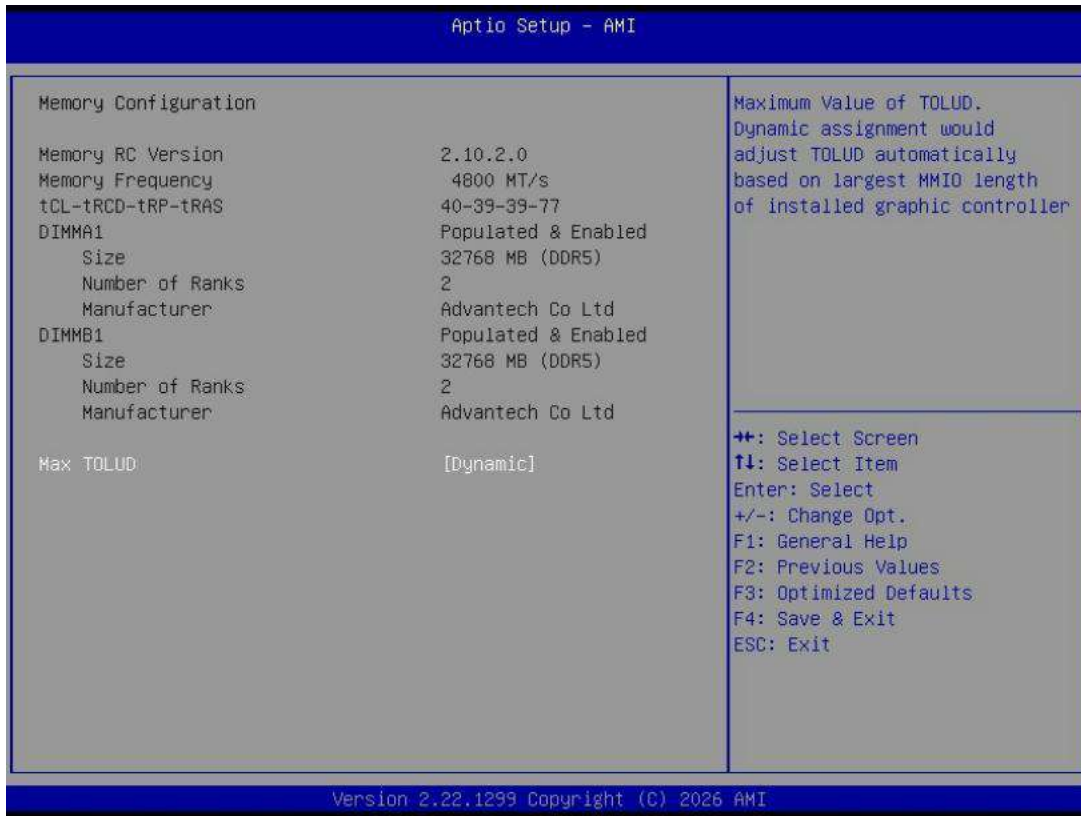 Aptio Setup – AMI
Memory Configuration
Memory RC Version 2.10.2.0
Memory Frequency 4800 MT/s
tCL-tRCD-tRP-tRAS 40-39-39-77
DIMMA1 Populated & Enabled
Size 32768 MB (DDR5)
Number of Ranks 2
Manufacturer Advantech Co Ltd
DIMMB1 Populated & Enabled
Size 32768 MB (DDR5)
Number of Ranks 2
Manufacturer Advantech Co Ltd
Max TOLUD [Dynamic]
Maximum Value of TOLUD.
Dynamic assignment would
adjust TOLUD automatically
based on largest MMIO length
of installed graphic controller
→←: Select Screen
↑↓: Select Item
Enter: Select
+/-: Change Opt.
F1: General Help
F2: Previous Values
F3: Optimized Defaults
F4: Save & Exit
ESC: Exit
Version 2.22.1299 Copyright (C) 2026 AMI